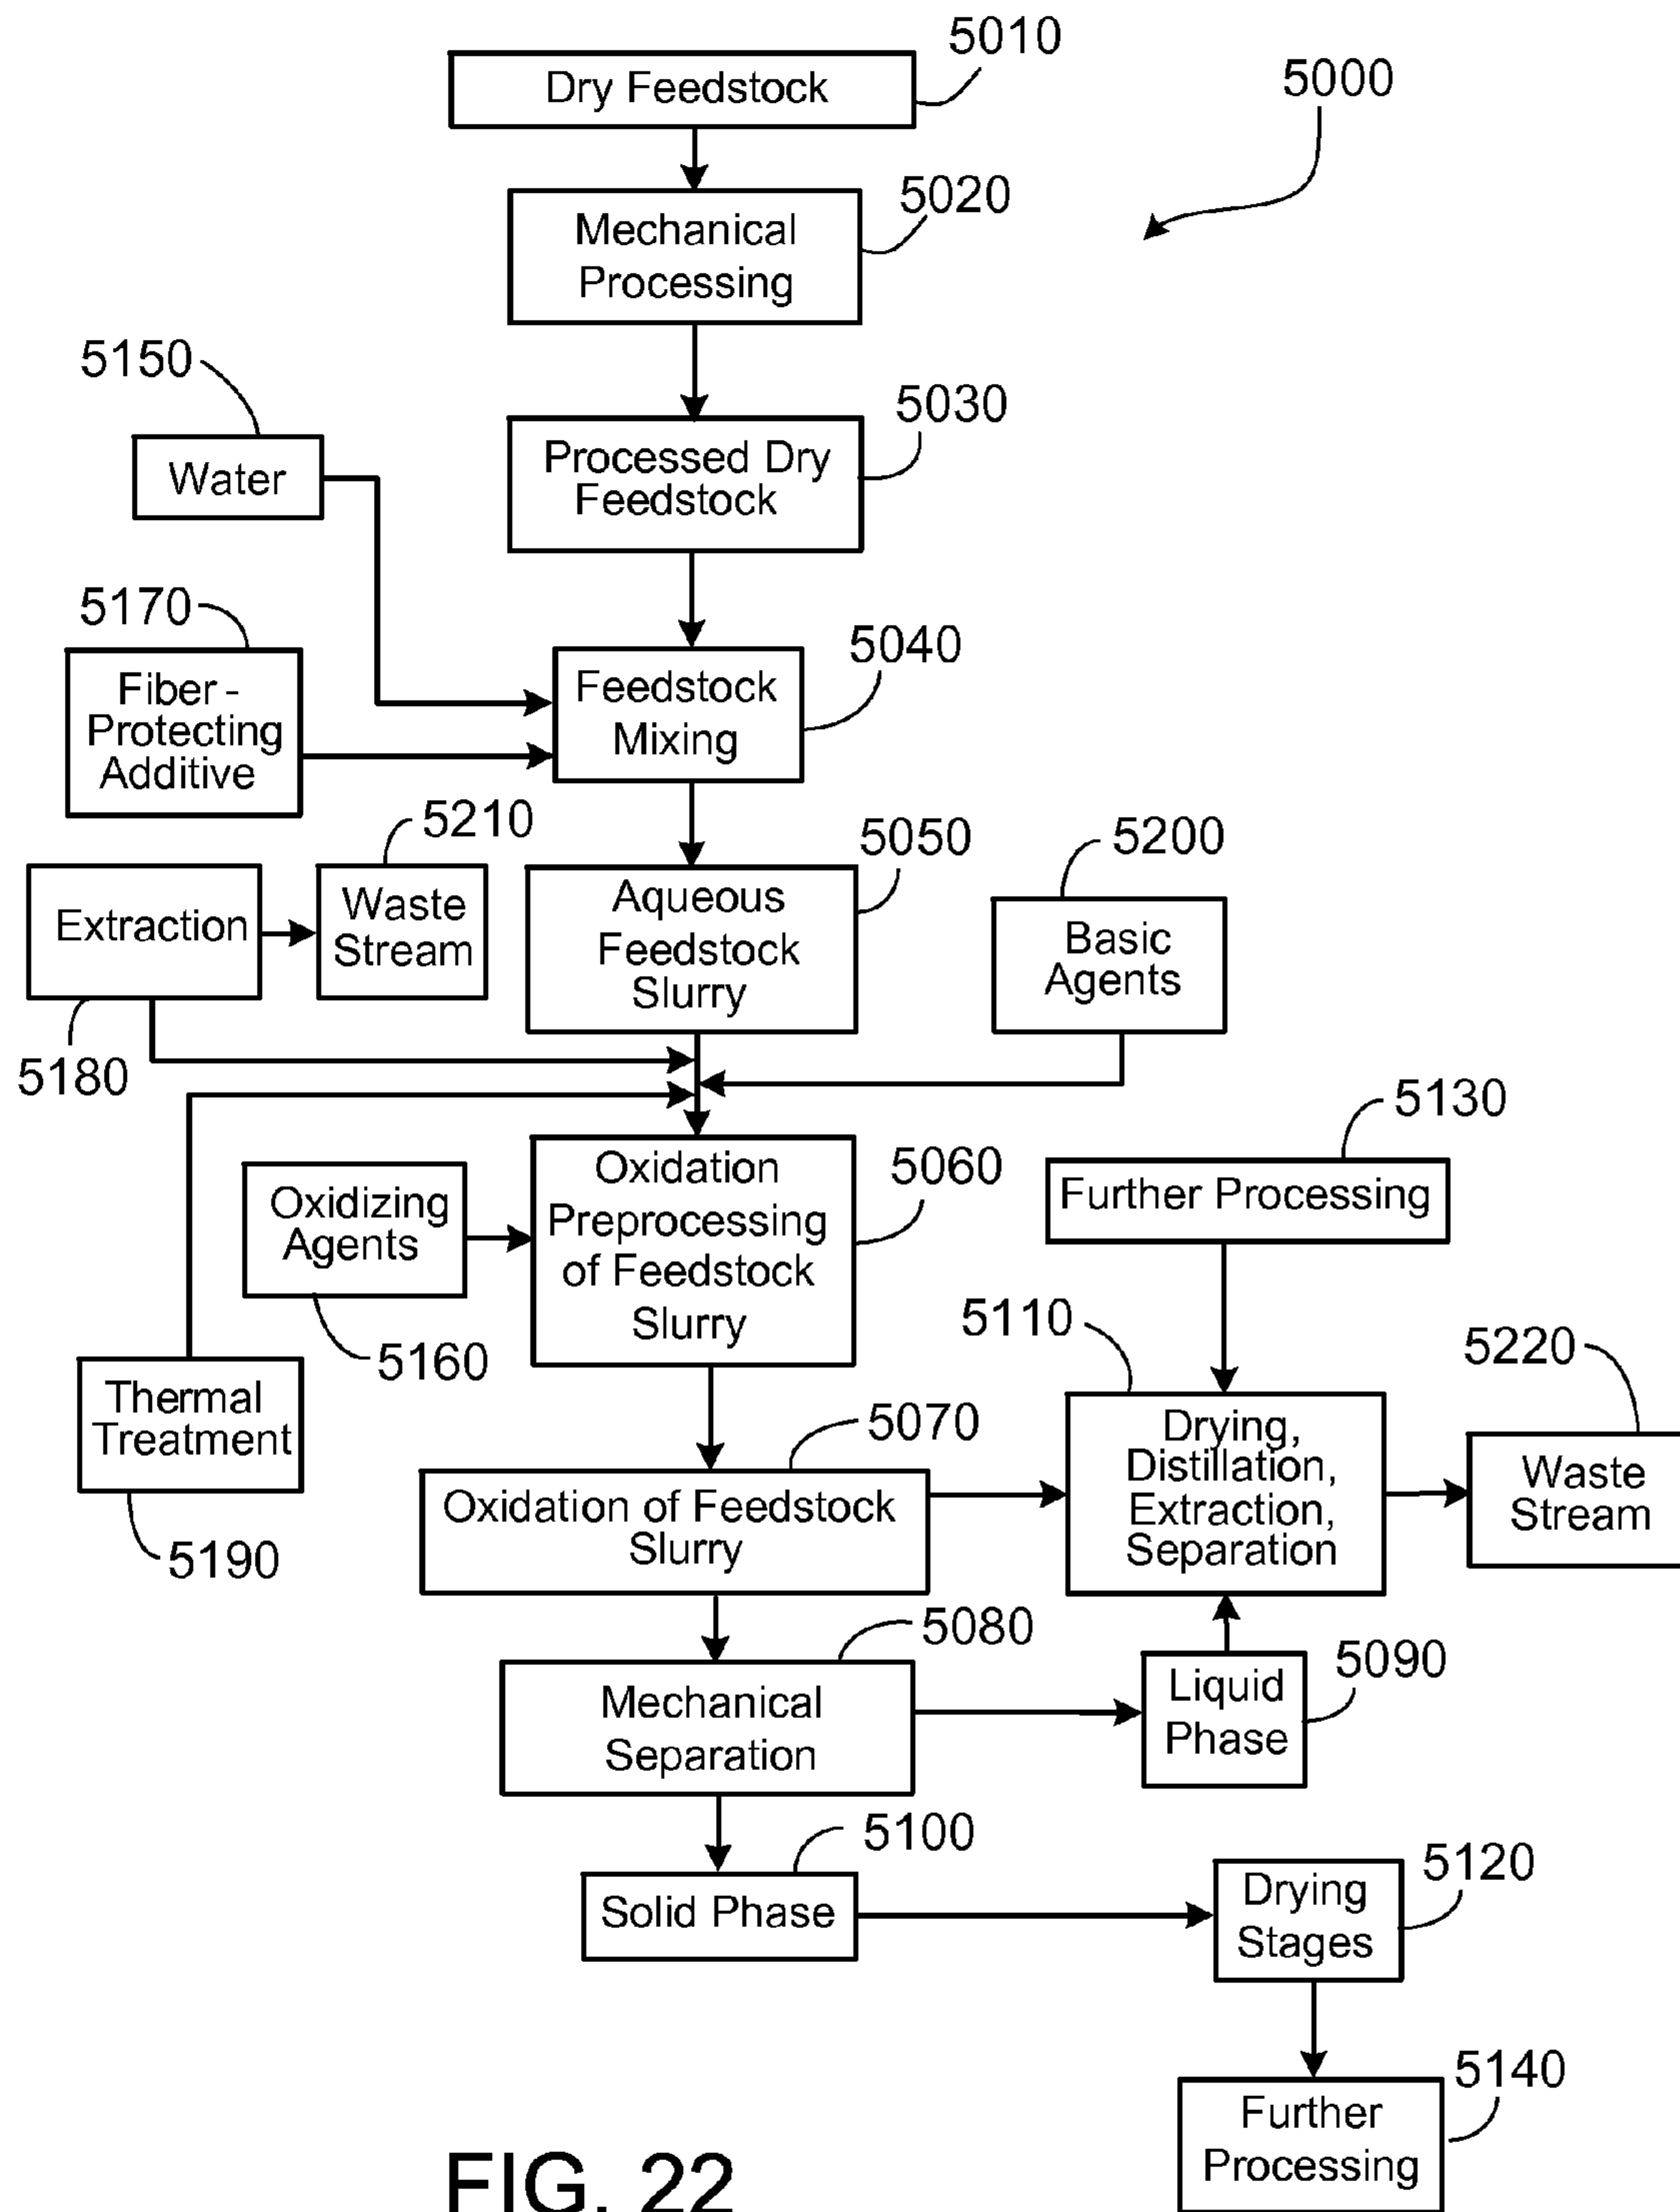 5010
Dry Feedstock
5000
5020
Mechanical
Processing
5150
5030
Water
Processed Dry
Feedstock
5170
5040
Fiber -
Protecting
Additive
Feedstock
Mixing
5210
5050
5200
Extraction
Waste
Stream
Aqueous
Feedstock
Slurry
Basic
Agents
5180
5130
Oxidizing
Agents
Oxidation
Preprocessing
of Feedstock
Slurry
5060
Further Processing
5160
5110
5220
Thermal
Treatment
5070
Drying,
Distillation,
Extraction,
Separation
Waste
Stream
5190
Oxidation of Feedstock
Slurry
5080
5090
Mechanical
Separation
Liquid
Phase
5100
5120
Solid Phase
Drying
Stages
5140
Further
Processing
FIG. 22